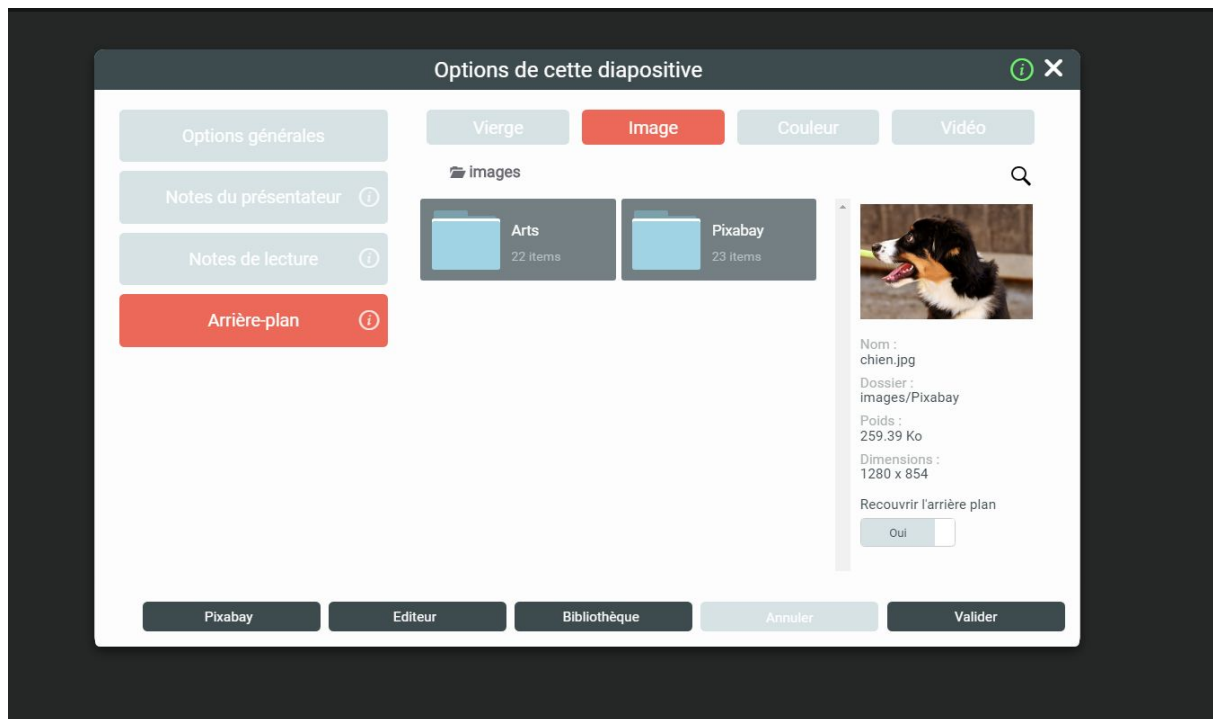 Options de cette diapositive
Options générales
Notes du présentateur
Notes de lecture
Arrière-plan
Vierge
Image
Couleur
Vidéo
images
Arts
22 items
Pixabay
23 items
Nom :
chien.jpg
Dossier :
images/Pixabay
Poids :
259.39 Ko
Dimensions :
1280 x 854
Recouvrir l'arrière plan
Oui
Pixabay
Editeur
Bibliothèque
Annuler
Valider